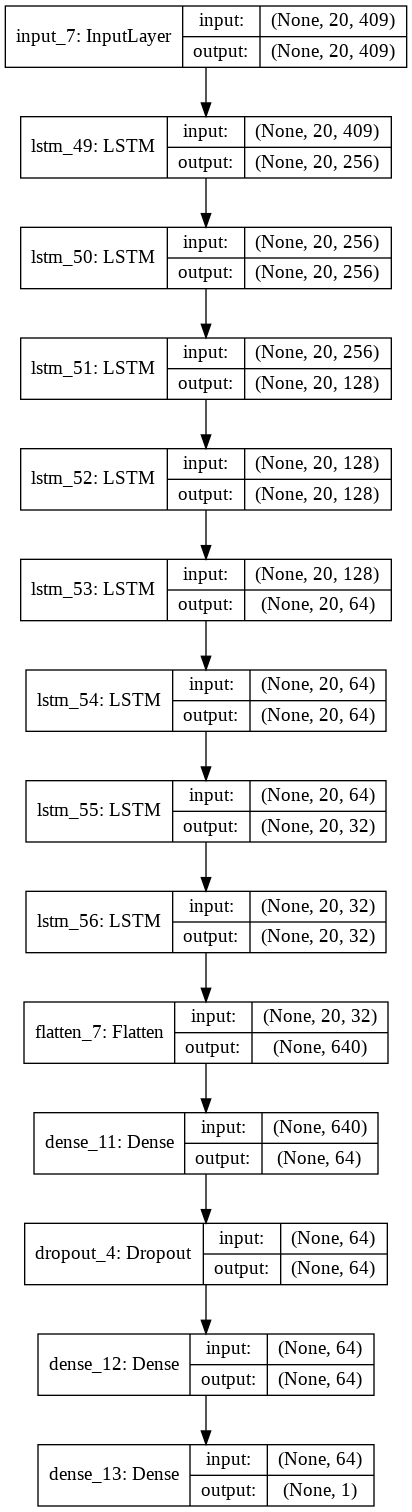 input_7: InputLayer
input: (None, 20, 409)
output: (None, 20, 409)
lstm_49: LSTM
input: (None, 20, 409)
output: (None, 20, 256)
lstm_50: LSTM
input: (None, 20, 256)
output: (None, 20, 256)
lstm_51: LSTM
input: (None, 20, 256)
output: (None, 20, 128)
lstm_52: LSTM
input: (None, 20, 128)
output: (None, 20, 128)
lstm_53: LSTM
input: (None, 20, 128)
output: (None, 20, 64)
lstm_54: LSTM
input: (None, 20, 64)
output: (None, 20, 64)
lstm_55: LSTM
input: (None, 20, 64)
output: (None, 20, 32)
lstm_56: LSTM
input: (None, 20, 32)
output: (None, 20, 32)
flatten_7: Flatten
input: (None, 20, 32)
output: (None, 640)
dense_11: Dense
input: (None, 640)
output: (None, 64)
dropout_4: Dropout
input: (None, 64)
output: (None, 64)
dense_12: Dense
input: (None, 64)
output: (None, 64)
dense_13: Dense
input: (None, 64)
output: (None, 1)